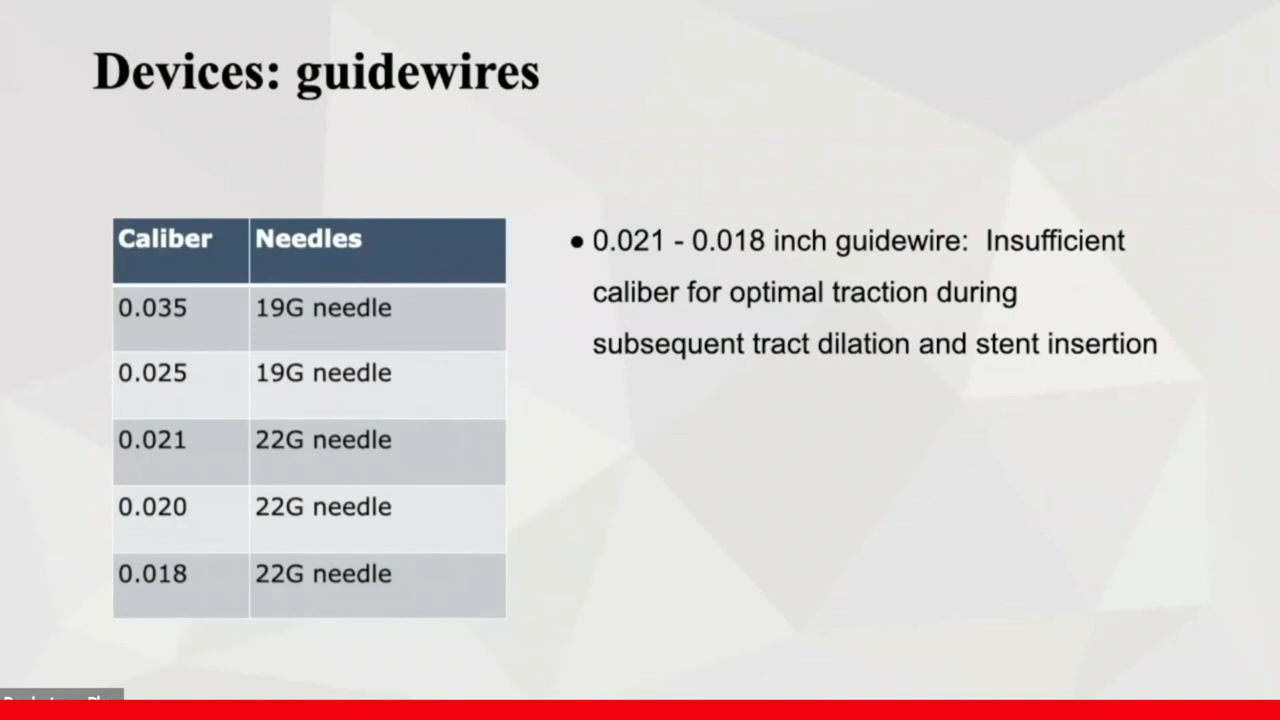 Devices: guidewires
Caliber Needles
0.035 19G needle
0.025 19G needle
0.021 22G needle
0.020 22G needle
0.018 22G needle
● 0.021 - 0.018 inch guidewire: Insufficient
caliber for optimal traction during
subsequent tract dilation and stent insertion